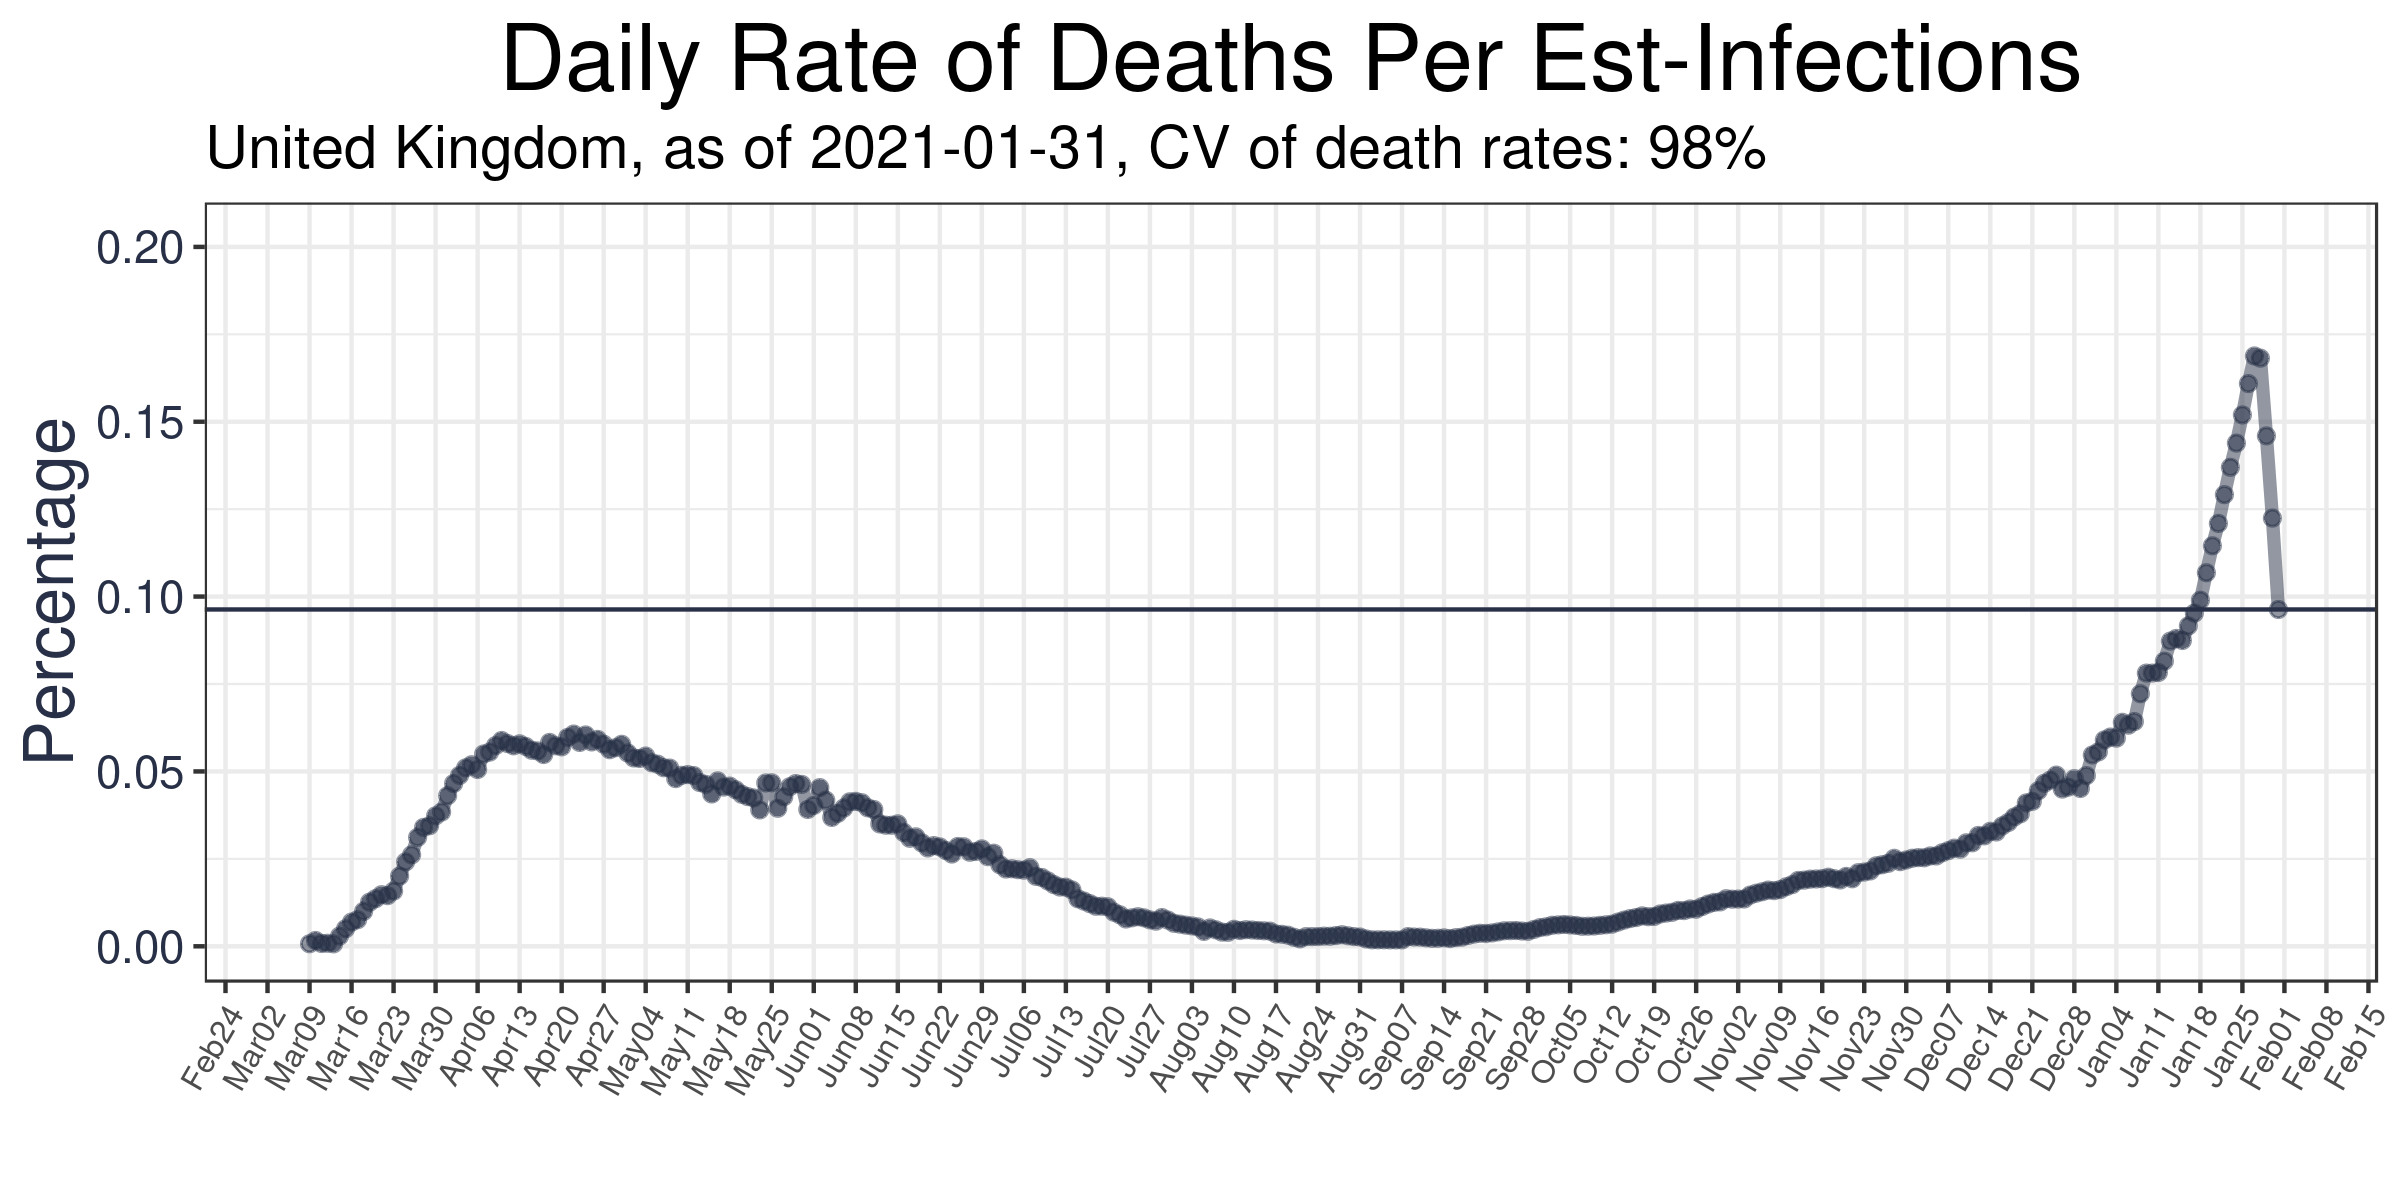 Daily Rate of Deaths Per Est-Infections
United Kingdom, as of 2021-01-31, CV of death rates: 98%
Percentage
0.20
0.15
0.10
0.05
0.00
Feb24
Mar02
Mar09
Mar16
Mar23
Mar30
Apr06
Apr13
Apr20
Apr27
May04
May11
May18
May25
Jun01
Jun08
Jun15
Jun22
Jun29
Jul06
Jul13
Jul20
Jul27
Aug03
Aug10
Aug17
Aug24
Aug31
Sep07
Sep14
Sep21
Sep28
Oct05
Oct12
Oct19
Oct26
Nov02
Nov09
Nov16
Nov23
Nov30
Dec07
Dec14
Dec21
Dec28
Jan04
Jan11
Jan18
Jan25
Feb01
Feb08
Feb15